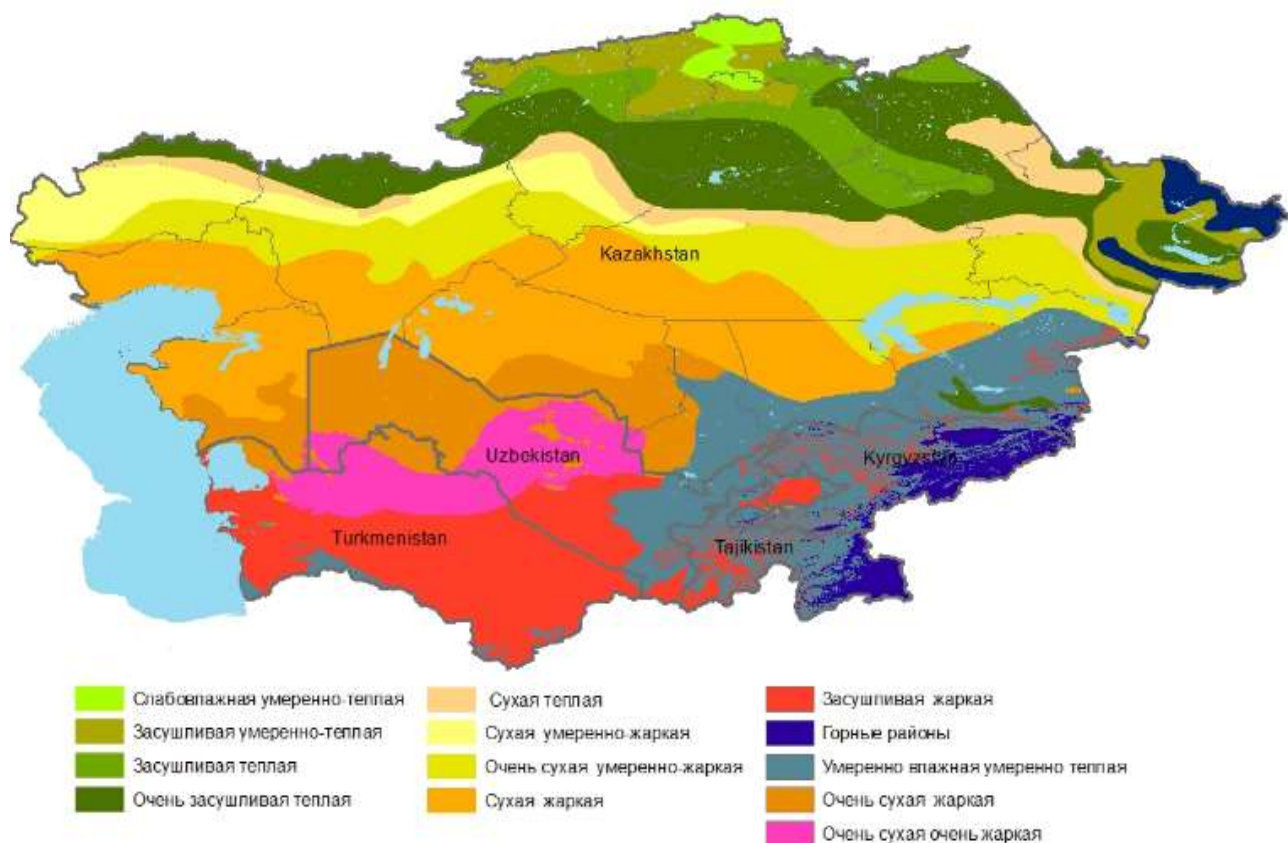 Kazakhstan
Uzbekistan
Kyrgyzstan
Turkmenistan
Tajikistan
Слабовлажная умеренно-теплая
Засушливая умеренно-теплая
Засушливая теплая
Очень засушливая теплая
Сухая теплая
Сухая умеренно-жаркая
Очень сухая умеренно-жаркая
Сухая жаркая
Засушливая жаркая
Горные районы
Умеренно влажная умеренно теплая
Очень сухая жаркая
Очень сухая очень жаркая